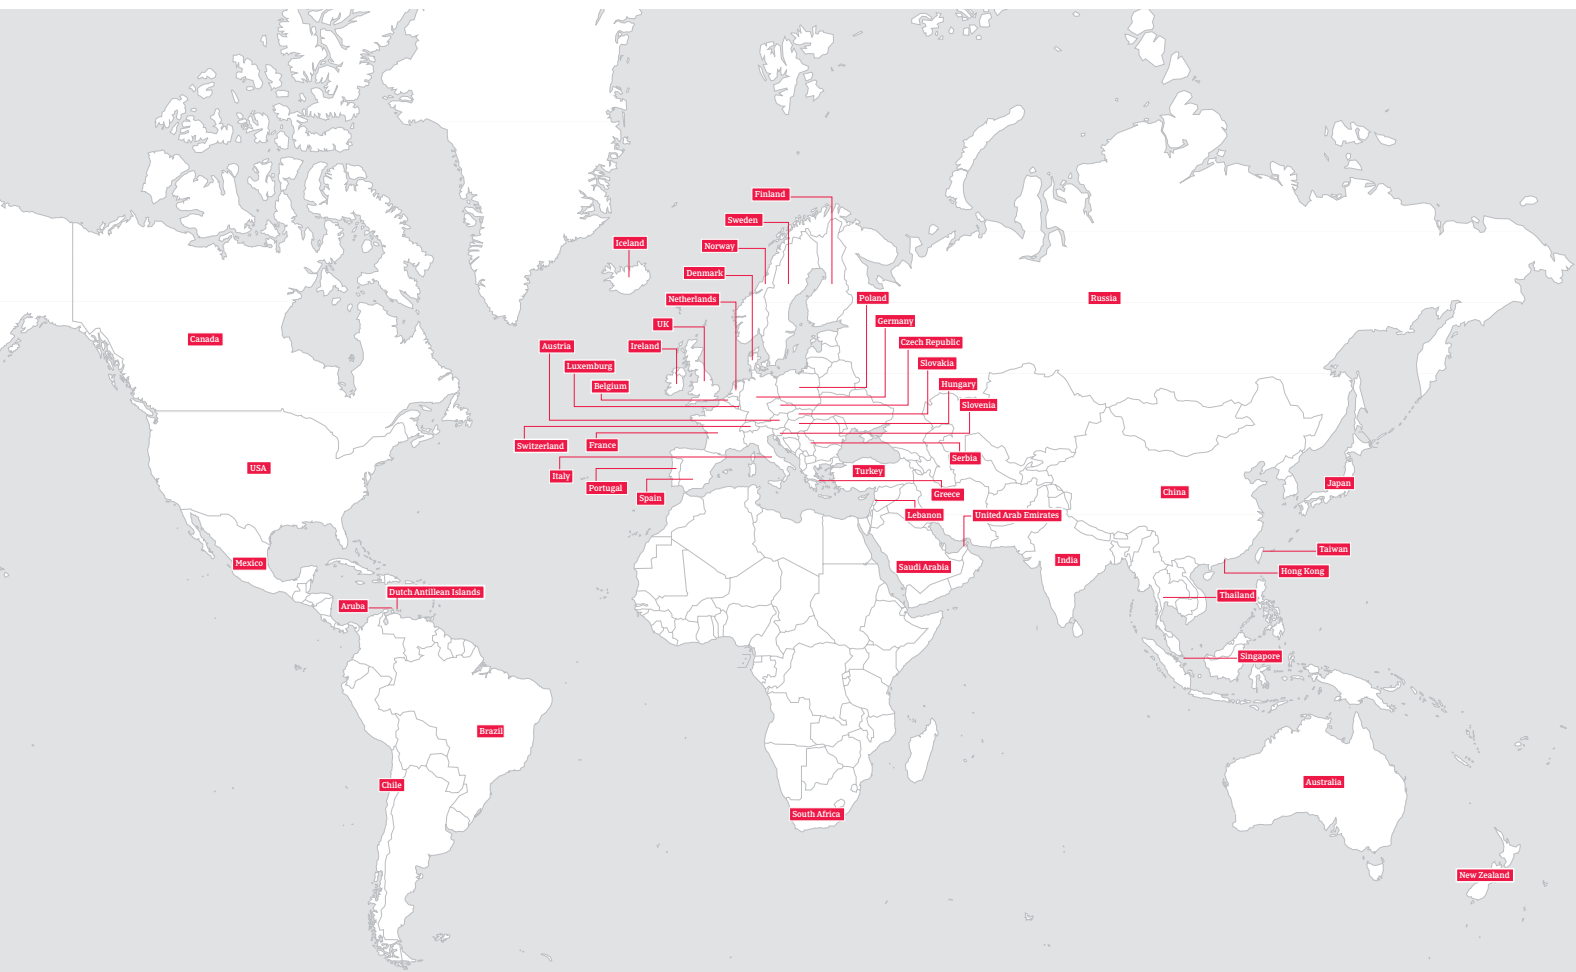 Finland
Sweden
Iceland
Norway
Denmark
Netherlands
Poland
Russia
Germany
UK
Canada
Czech Republic
Austria
Ireland
Slovakia
Luxemburg
Belgium
Hungary
Slovenia
Switzerland
France
Serbia
USA
Turkey
Italy
Japan
Portugal
China
Greece
Spain
Lebanon
United Arab Emirates
Taiwan
India
Mexico
Saudi Arabia
Hong Kong
Dutch Antillean Islands
Thailand
Aruba
Singapore
Brazil
Australia
Chile
South Africa
New Zealand